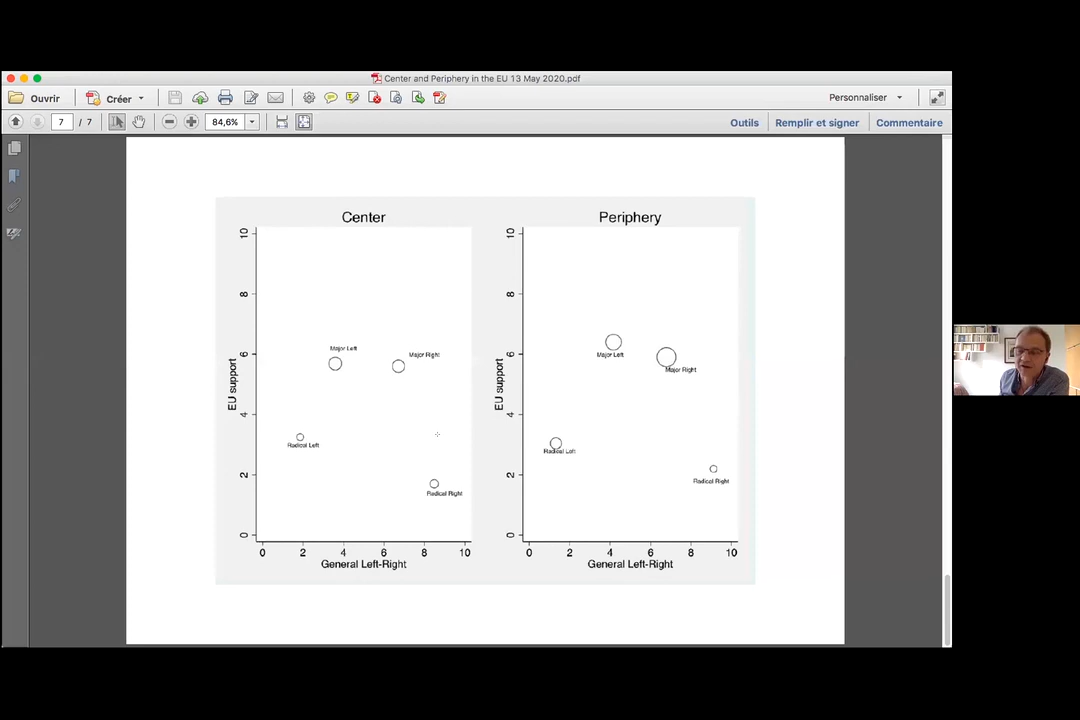 Center and Periphery in the EU 13 May 2020.pdf
Ouvrir
Créer
Personnaliser
7 / 7
84,6%
Outils
Remplir et signer
Commentaire
Center
10
8
6
4
2
0
EU support
Major Left
Major Right
Radical Left
Radical Right
0 2 4 6 8 10
General Left-Right
Periphery
10
8
6
4
2
0
EU support
Major Left
Major Right
Radical Left
Radical Right
0 2 4 6 8 10
General Left-Right